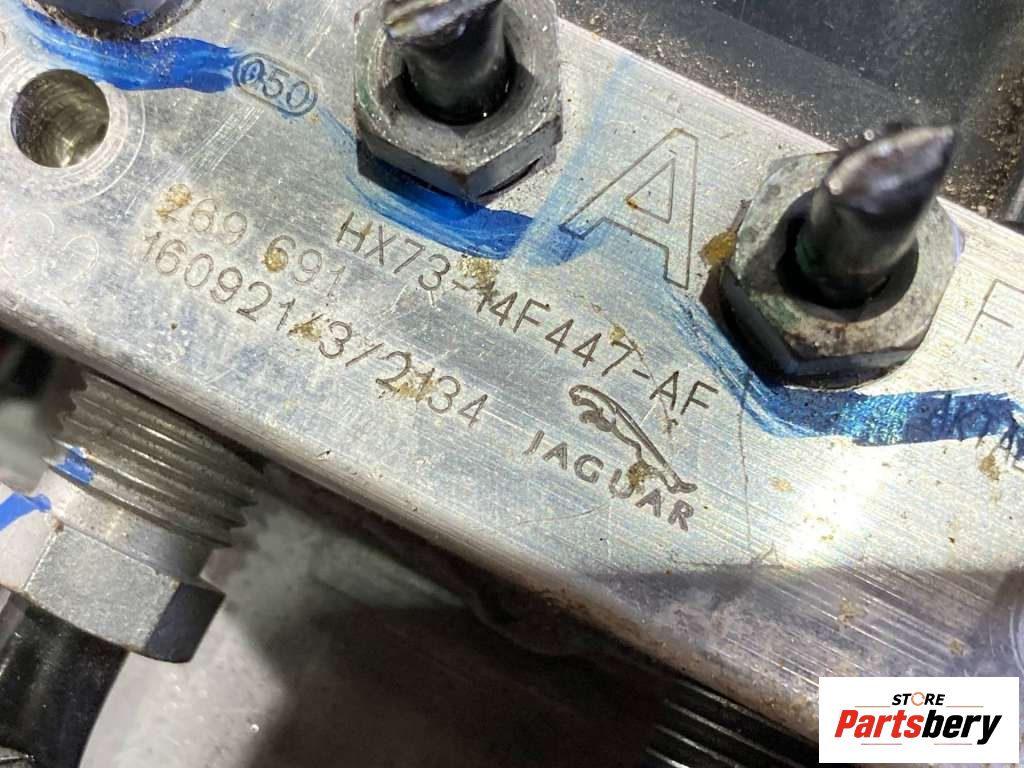 050
A
HX73-14F447-AF
269 691
160921/3/2134
JAGUAR
F
STORE
Partsbery